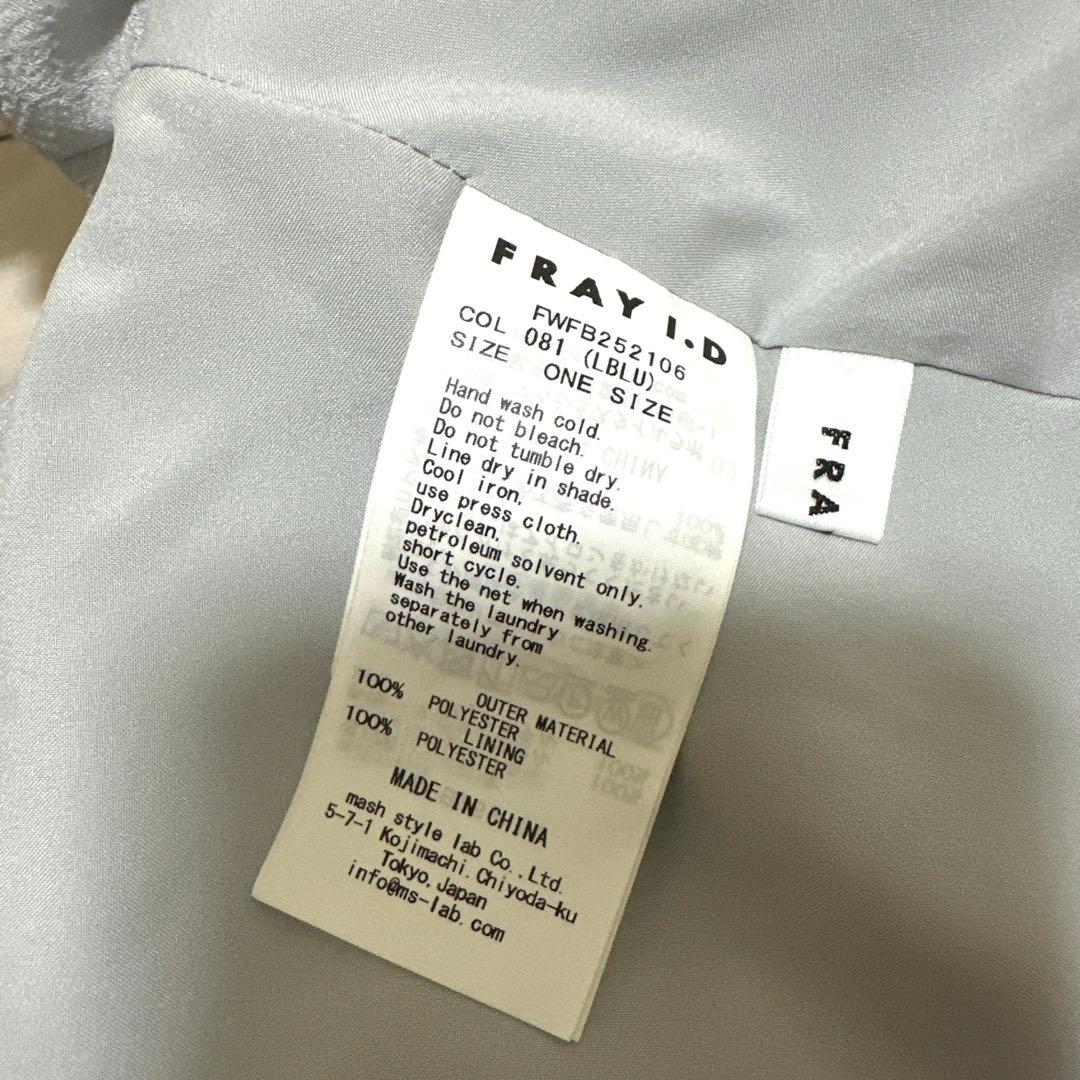 FRAY I.D
FWFB252106
COL 081 (LBLU)
SIZE ONE SIZE
Hand wash cold.
Do not bleach.
Do not tumble dry.
Line dry in shade.
Cool iron,
use press cloth.
Dryclean,
petroleum solvent only.
short cycle.
Use the net when washing.
Wash the laundry
separately from
other laundry.
OUTER MATERIAL
100% POLYESTER
LINING
100% POLYESTER
MADE IN CHINA
mash style lab Co.,Ltd.
5-7-1 Kojimachi.Chiyoda-ku
Tokyo,Japan
info@ms-lab.com
FRA